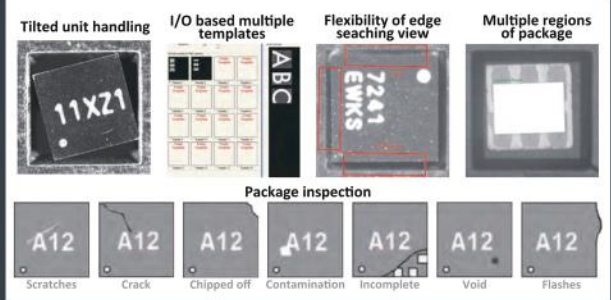 Tilted unit handling
I/O based multiple
templates
Flexibility of edge
seaching view
Multiple regions
of package
11XZ1
ABC
7241
EWKS
Package inspection
A12
A12
A12
A12
A12
A12
A12
Scratches
Crack
Chipped off
Contamination
Incomplete
Void
Flashes